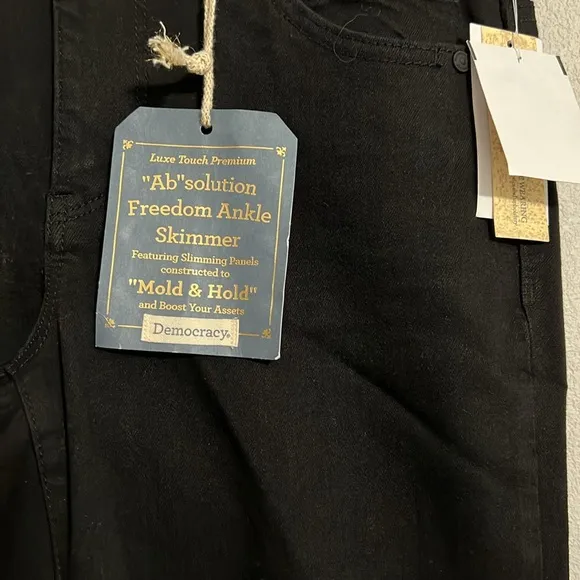 Luxe Touch Premium
"Ab"solution
Freedom Ankle
Skimmer
Featuring Slimming Panels
constructed to
"Mold & Hold"
and Boost Your Assets
Democracy®